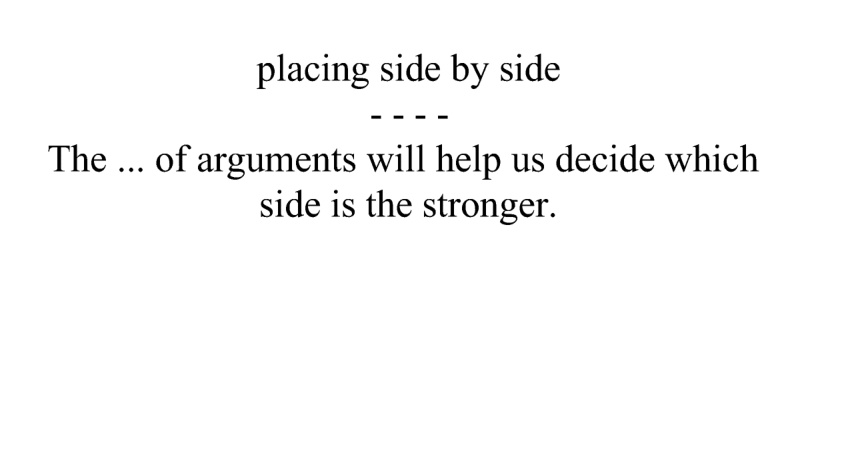 placing side by side
- - - -
The ... of arguments will help us decide which
side is the stronger.